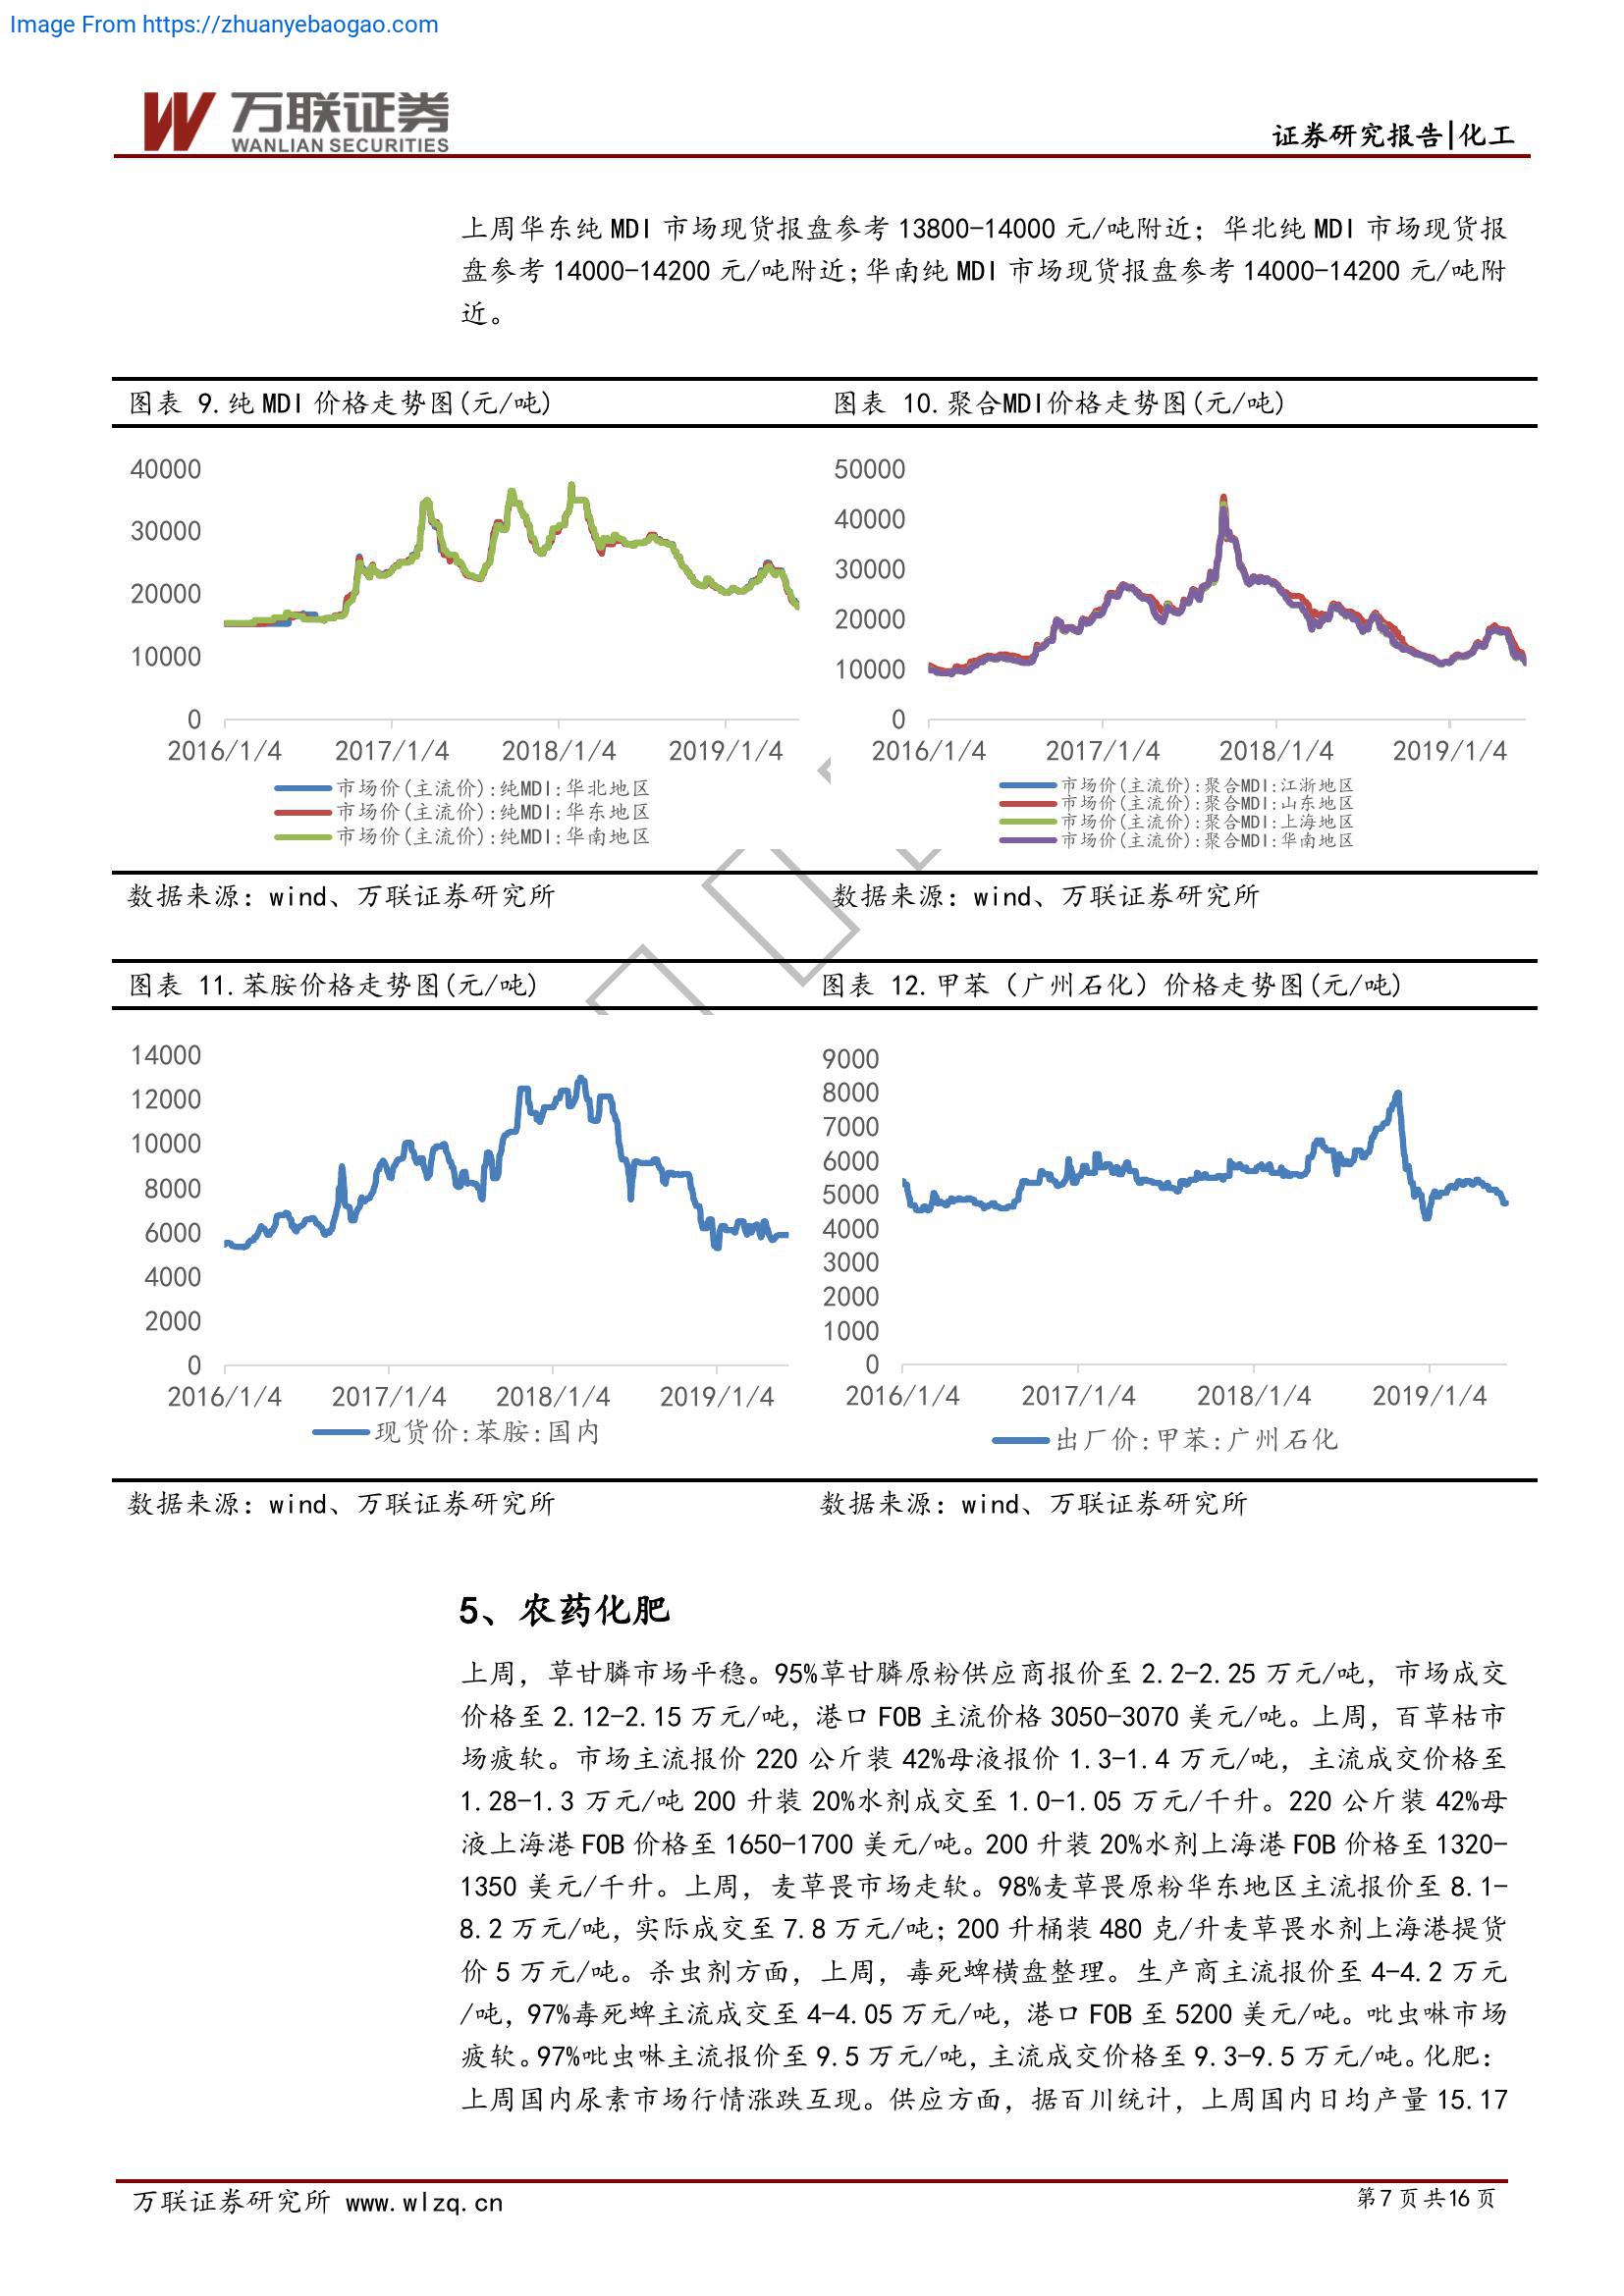 Image From https://zhuanyebaogao.com
万联证券
WANLIAN SECURITIES
证券研究报告|化工
上周华东纯 MDI 市场现货报盘参考 13800-14000 元/吨附近；华北纯 MDI 市场现货报
盘参考 14000-14200 元/吨附近；华南纯 MDI 市场现货报盘参考 14000-14200 元/吨附
近。
图表 9.纯 MDI 价格走势图(元/吨)
40000
30000
20000
10000
0
2016/1/4 2017/1/4 2018/1/4 2019/1/4
市场价(主流价):纯MDI:华北地区
市场价(主流价):纯MDI:华东地区
市场价(主流价):纯MDI:华南地区
数据来源：wind、万联证券研究所
图表 10.聚合MDI价格走势图(元/吨)
50000
40000
30000
20000
10000
0
2016/1/4 2017/1/4 2018/1/4 2019/1/4
市场价(主流价):聚合MDI:江浙地区
市场价(主流价):聚合MDI:山东地区
市场价(主流价):聚合MDI:上海地区
市场价(主流价):聚合MDI:华南地区
数据来源：wind、万联证券研究所
图表 11.苯胺价格走势图(元/吨)
14000
12000
10000
8000
6000
4000
2000
0
2016/1/4 2017/1/4 2018/1/4 2019/1/4
现货价:苯胺:国内
数据来源：wind、万联证券研究所
图表 12.甲苯（广州石化）价格走势图(元/吨)
9000
8000
7000
6000
5000
4000
3000
2000
1000
0
2016/1/4 2017/1/4 2018/1/4 2019/1/4
出厂价:甲苯:广州石化
数据来源：wind、万联证券研究所
5、农药化肥
上周，草甘膦市场平稳。95%草甘膦原粉供应商报价至 2.2-2.25 万元/吨，市场成交
价格至 2.12-2.15 万元/吨，港口 FOB 主流价格 3050-3070 美元/吨。上周，百草枯市
场疲软。市场主流报价 220 公斤装 42%母液报价 1.3-1.4 万元/吨，主流成交价格至
1.28-1.3 万元/吨 200 升装 20%水剂成交至 1.0-1.05 万元/千升。220 公斤装 42%母
液上海港 FOB 价格至 1650-1700 美元/吨。200 升装 20%水剂上海港 FOB 价格至 1320-
1350 美元/千升。上周，麦草畏市场走软。98%麦草畏原粉华东地区主流报价至 8.1-
8.2 万元/吨，实际成交至 7.8 万元/吨；200 升桶装 480 克/升麦草畏水剂上海港提货
价 5 万元/吨。杀虫剂方面，上周，毒死蜱横盘整理。生产商主流报价至 4-4.2 万元
/吨，97%毒死蜱主流成交至 4-4.05 万元/吨，港口 FOB 至 5200 美元/吨。吡虫啉市场
疲软。97%吡虫啉主流报价至 9.5 万元/吨，主流成交价格至 9.3-9.5 万元/吨。化肥：
上周国内尿素市场行情涨跌互现。供应方面，据百川统计，上周国内日均产量 15.17
万联证券研究所 www.wlzq.cn
第 7 页 共 16 页